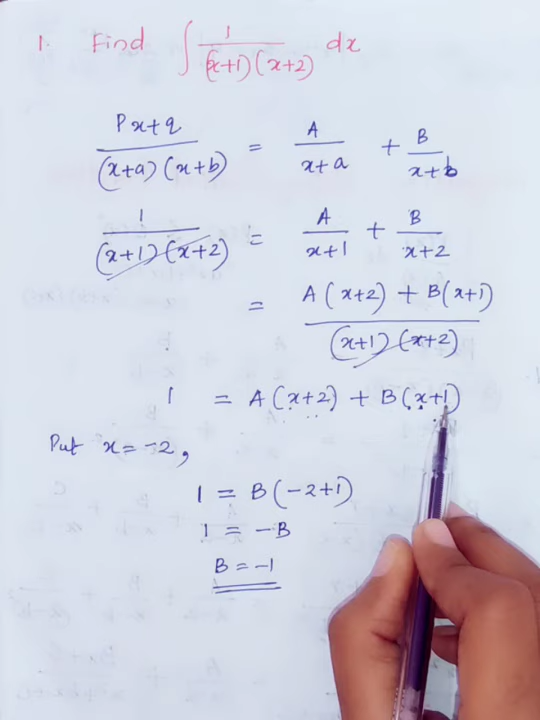 1. Find ∫ 1/((x+1)(x+2)) dx
(Px+q)/((x+a)(x+b)) = A/(x+a) + B/(x+b)
1/((x+1)(x+2)) = A/(x+1) + B/(x+2)
= (A(x+2) + B(x+1))/((x+1)(x+2))
1 = A(x+2) + B(x+1)
Put x = -2,
1 = B(-2+1)
1 = -B
B = -1